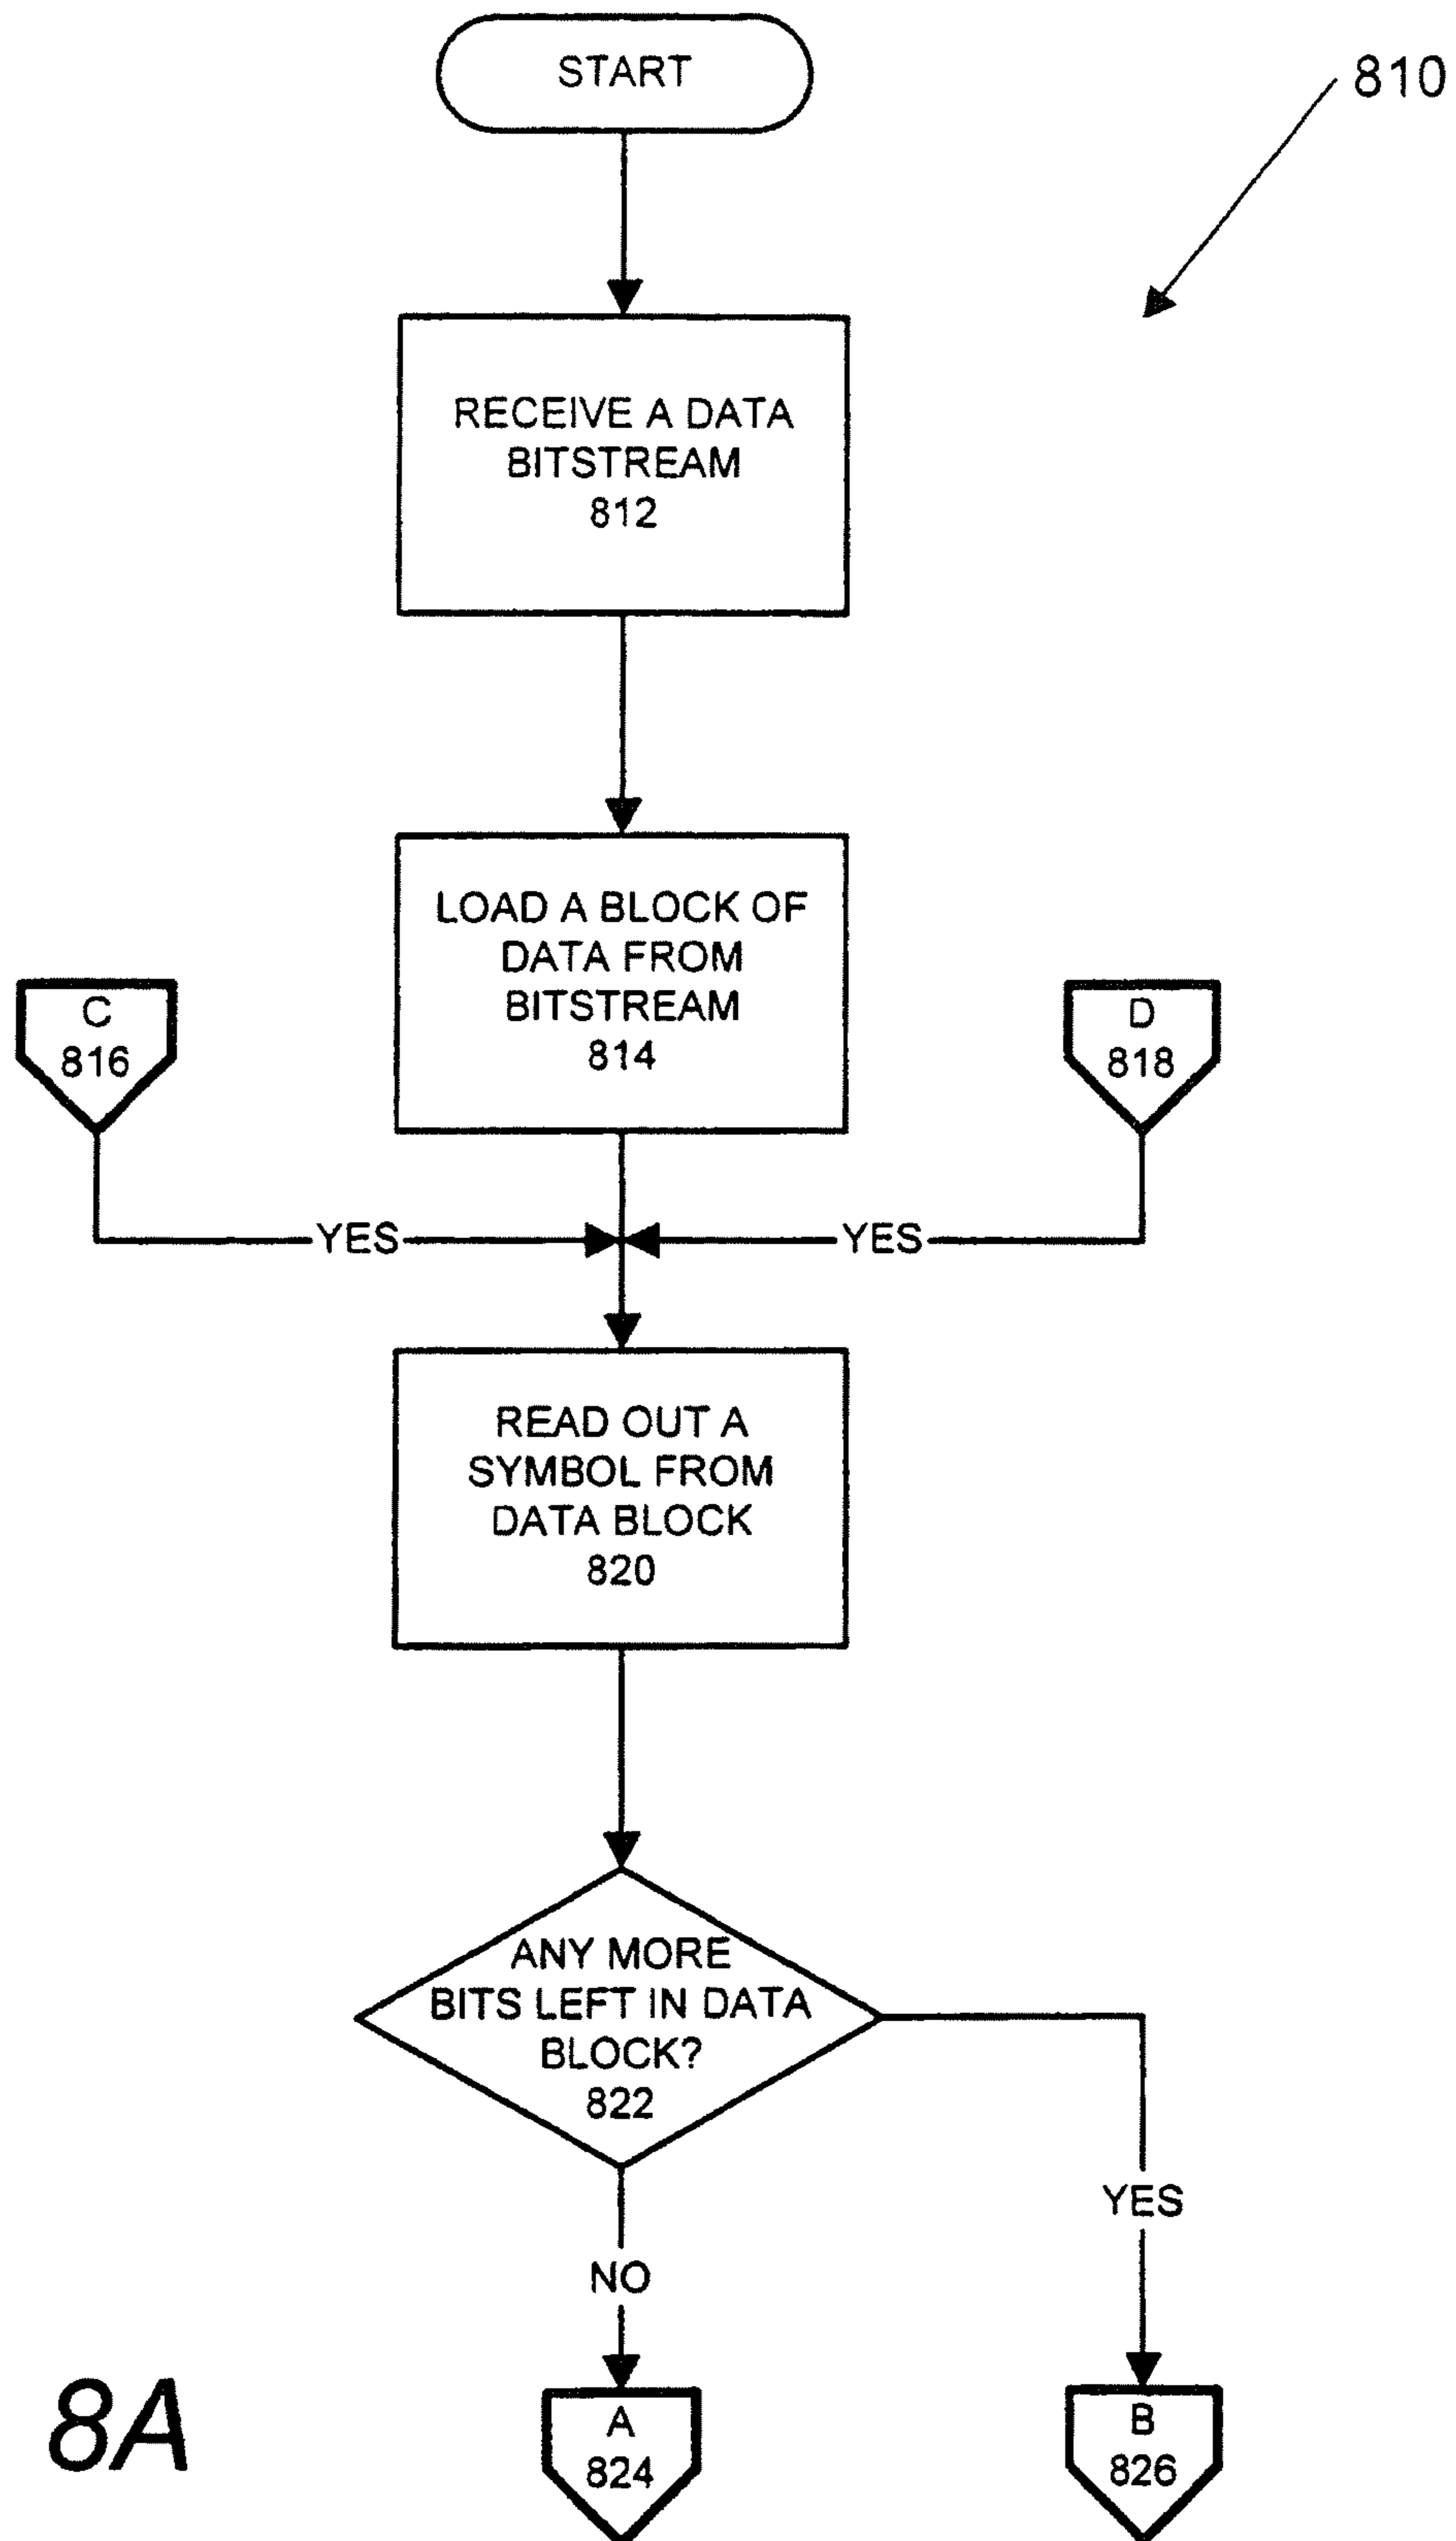 START
810
RECEIVE A DATA
BITSTREAM
812
LOAD A BLOCK OF
DATA FROM
BITSTREAM
814
C
816
D
818
YES
YES
READ OUT A
SYMBOL FROM
DATA BLOCK
820
ANY MORE
BITS LEFT IN DATA
BLOCK?
822
YES
NO
A
824
B
826
8A